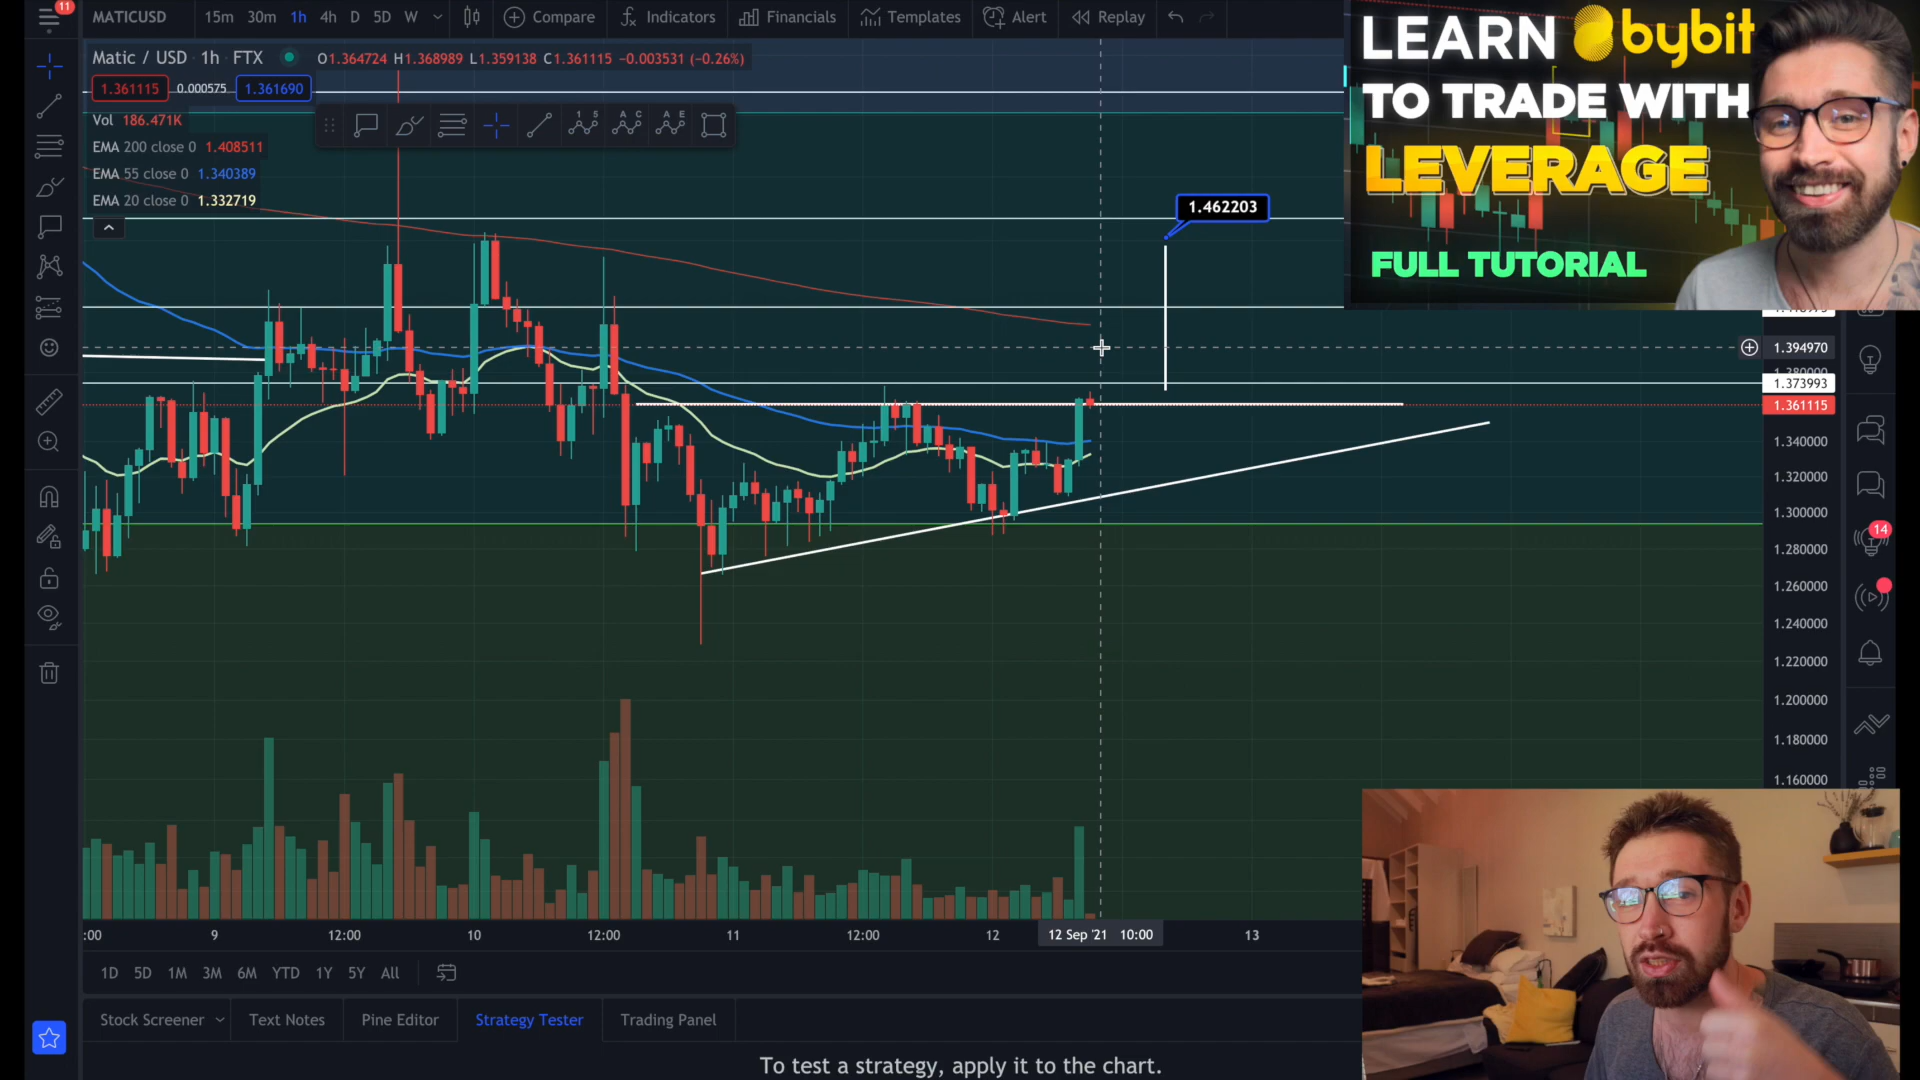 11
MATICUSD 15m 30m 1h 4h D 5D W Compare Indicators Financials Templates Alert Replay
Matic / USD 1h FTX O1.364724 H1.368989 L1.359138 C1.361115 −0.003531 (−0.26%)
1.361115 0.000575 1.361690
Vol 186.471K
EMA 200 close 0 1.408511
EMA 55 close 0 1.340389
EMA 20 close 0 1.332719
1 5
A C
A E
LEARN bybit
TO TRADE WITH
LEVERAGE
FULL TUTORIAL
1.462203
1.394970
1.380000
1.373993
1.361115
1.340000
1.320000
1.300000
1.280000
1.260000
1.240000
1.220000
1.200000
1.180000
1.160000
14
:00 9 12:00 10 12:00 11 12:00 12 12 Sep '21 10:00 13
1D 5D 1M 3M 6M YTD 1Y 5Y All
Stock Screener Text Notes Pine Editor Strategy Tester Trading Panel
To test a strategy, apply it to the chart.